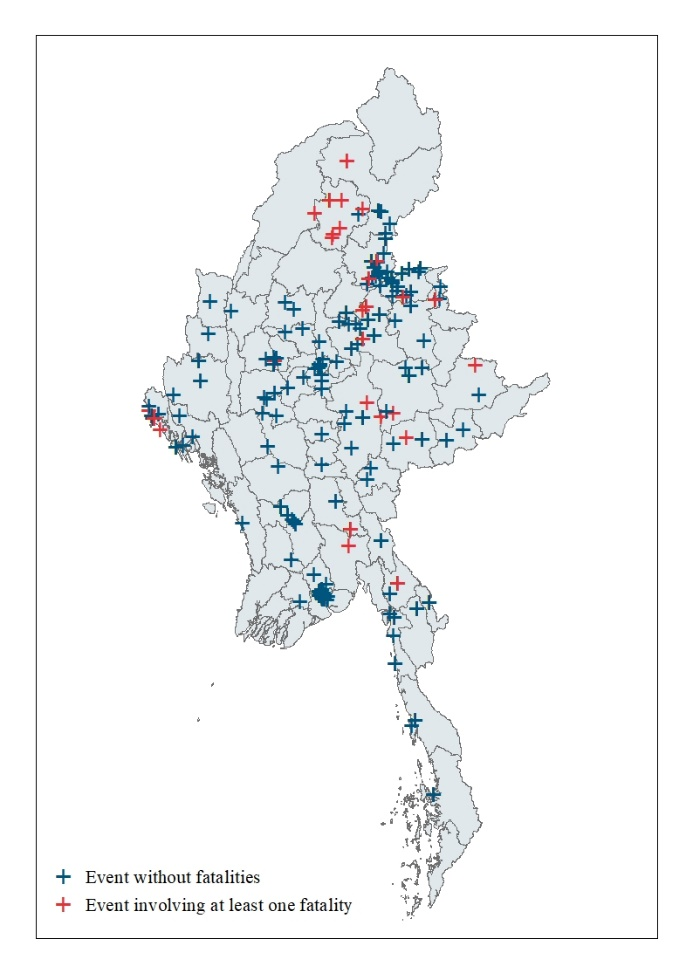 Event without fatalities
Event involving at least one fatality